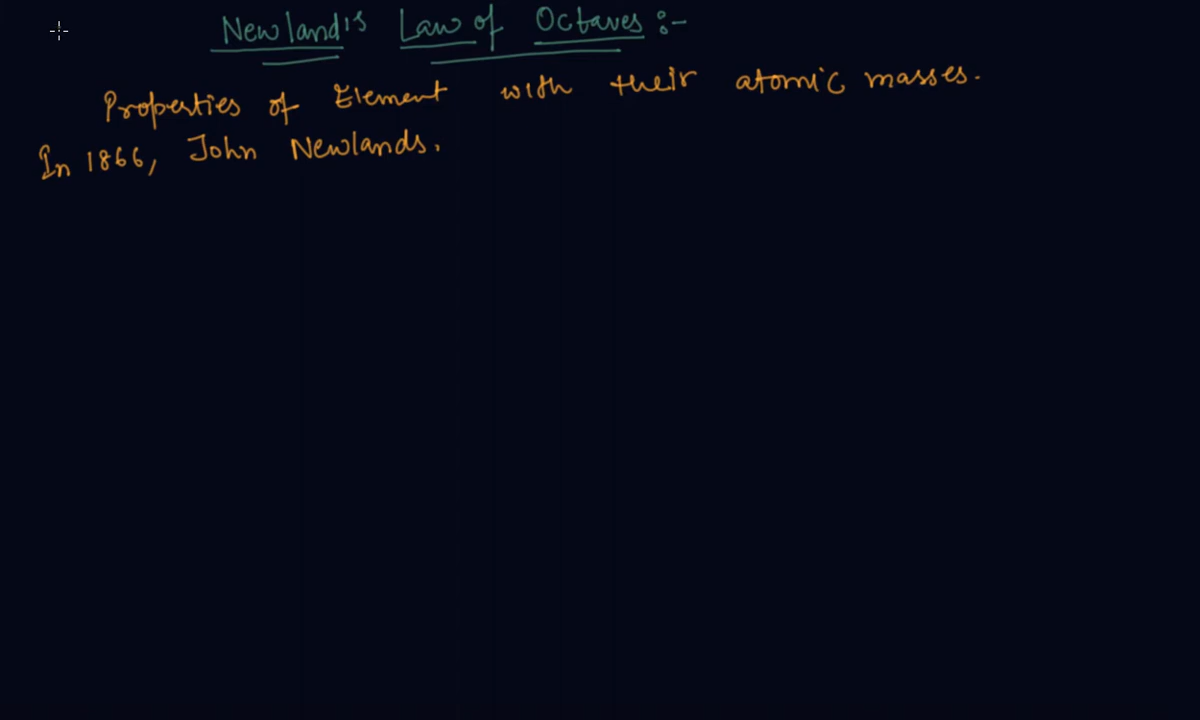 Newland's Law of Octaves :-
Properties of Element with their atomic masses.
In 1866, John Newlands.